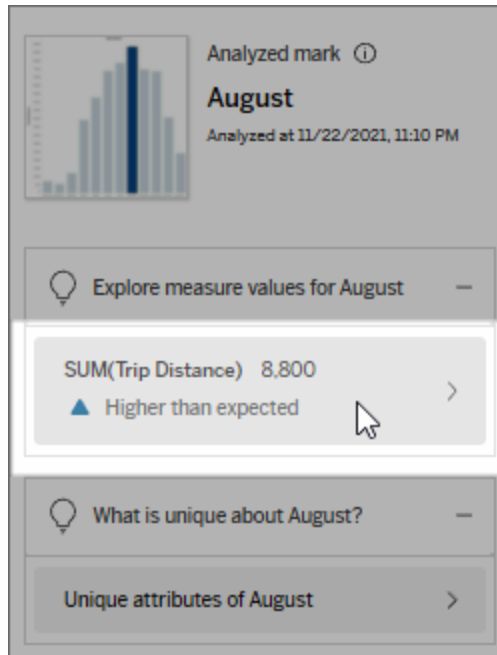 Analyzed mark
August
Analyzed at 11/22/2021, 11:10 PM
Explore measure values for August
SUM(Trip Distance) 8,800
Higher than expected
What is unique about August?
Unique attributes of August